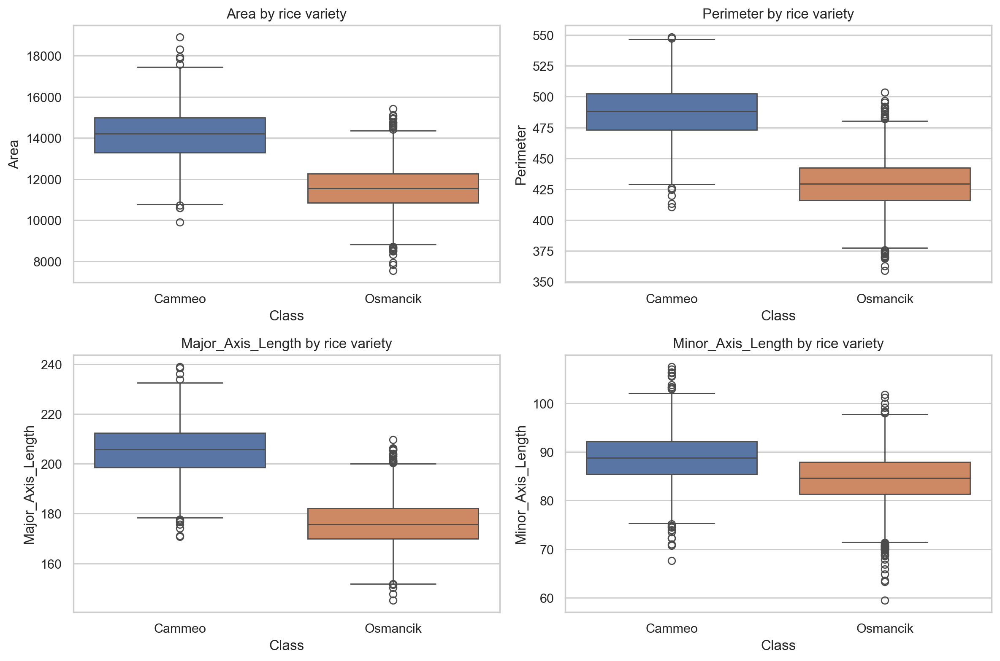 Area by rice variety
18000
16000
14000
12000
10000
8000
Area
Cammeo
Osmancik
Class
Perimeter by rice variety
550
525
500
475
450
425
400
375
350
Perimeter
Cammeo
Osmancik
Class
Major_Axis_Length by rice variety
240
220
200
180
160
Major_Axis_Length
Cammeo
Osmancik
Class
Minor_Axis_Length by rice variety
100
90
80
70
60
Minor_Axis_Length
Cammeo
Osmancik
Class